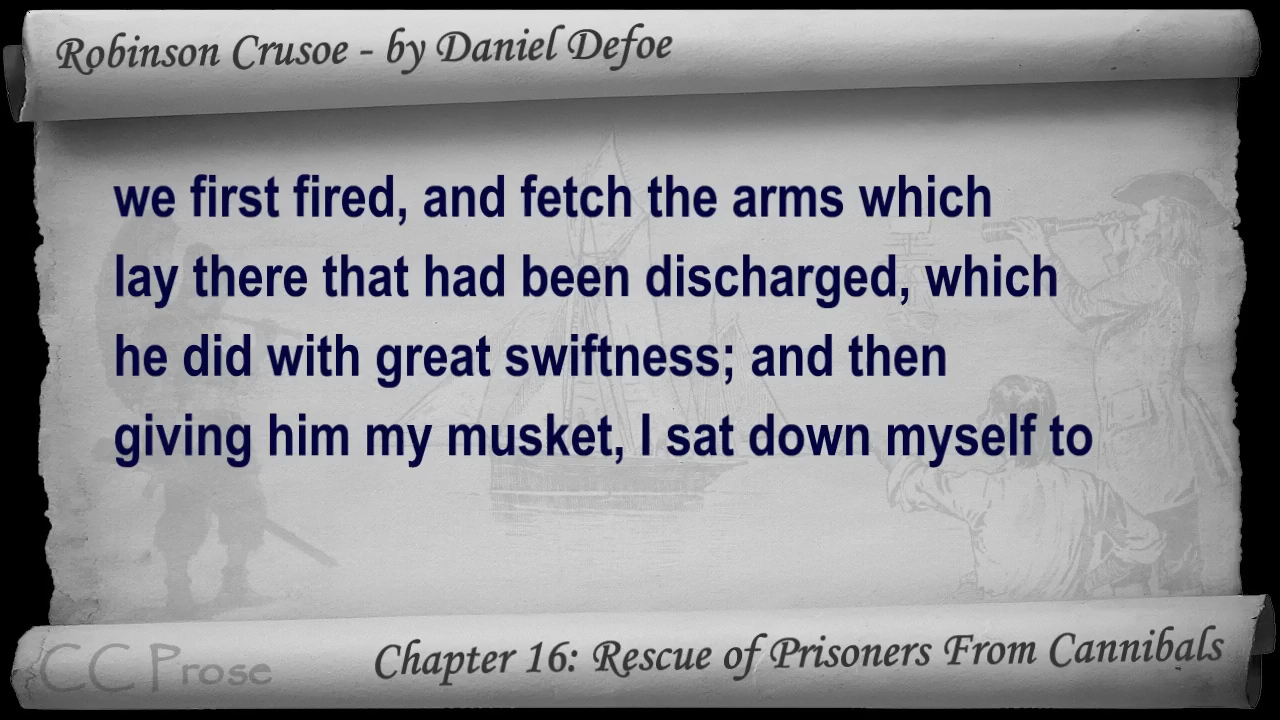 Robinson Crusoe - by Daniel Defoe
we first fired, and fetch the arms which
lay there that had been discharged, which
he did with great swiftness; and then
giving him my musket, I sat down myself to
CC Prose
Chapter 16: Rescue of Prisoners From Cannibals